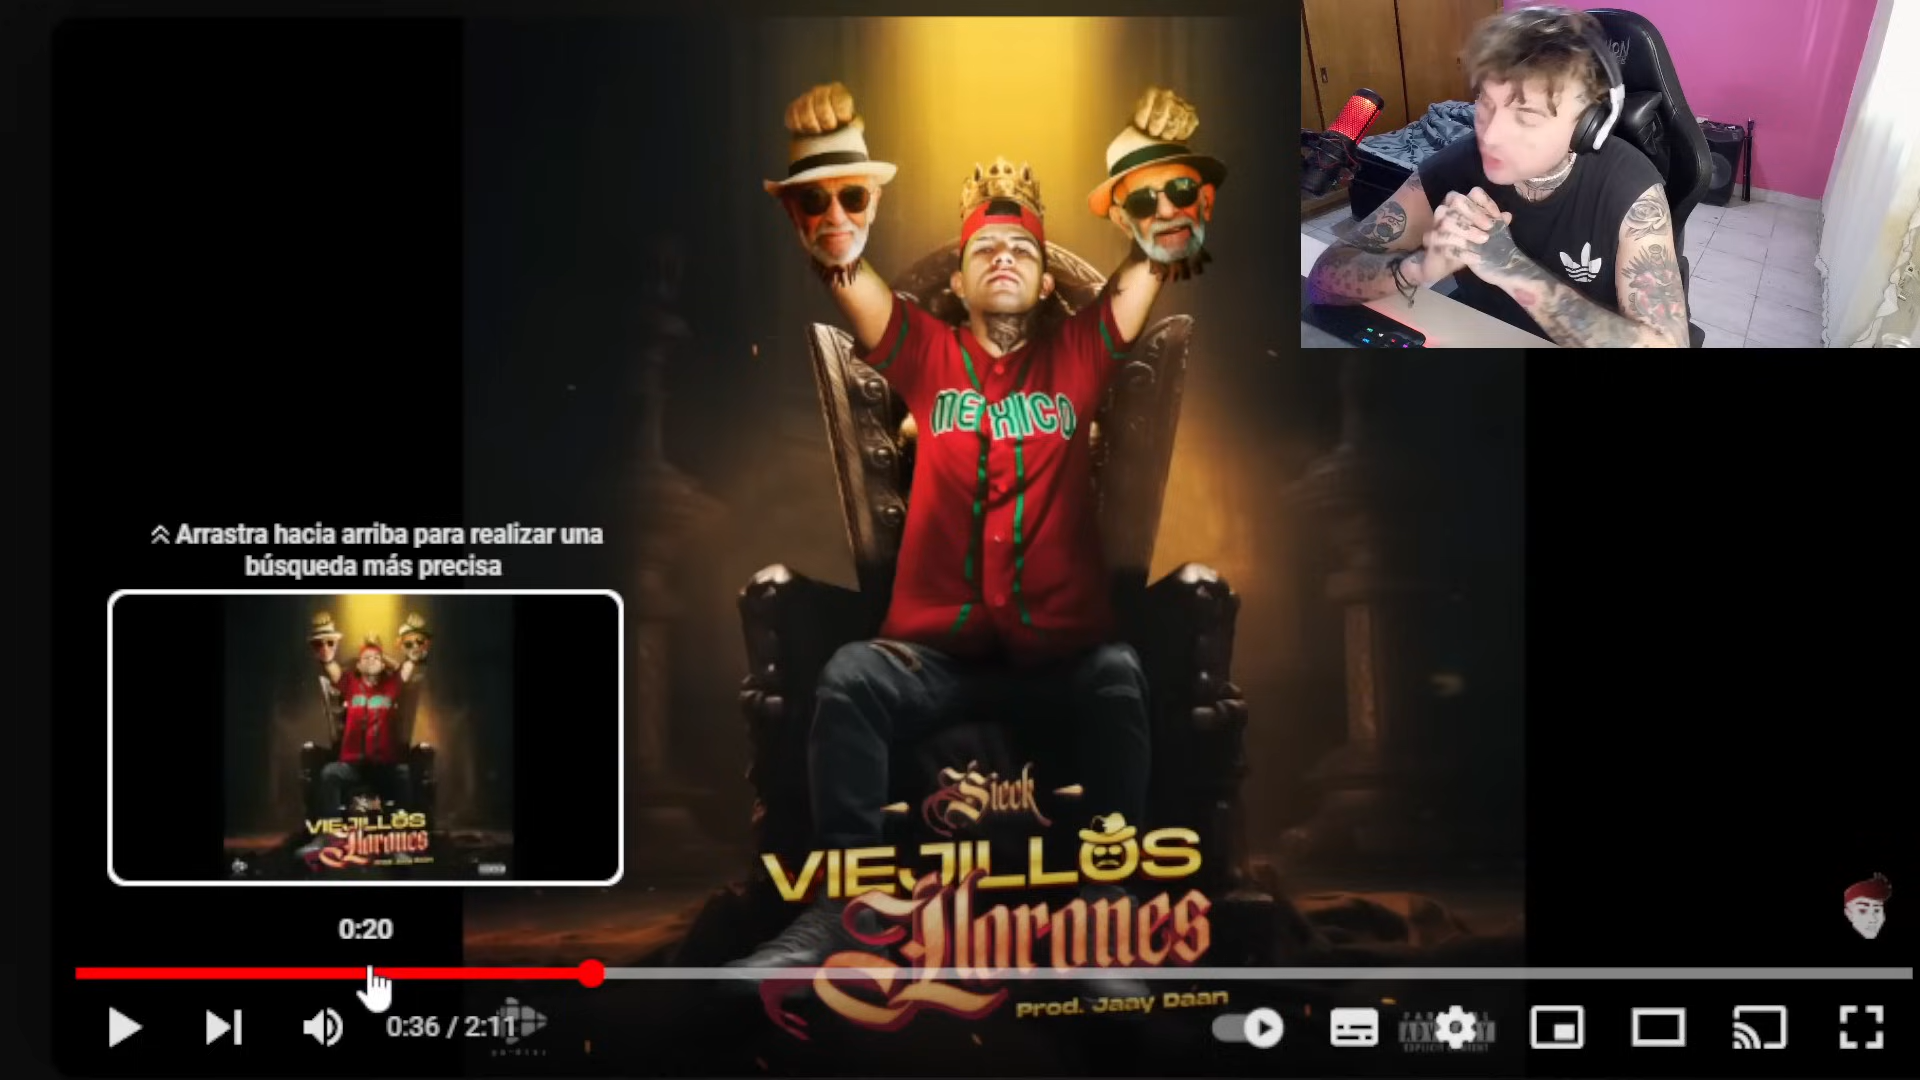 MEXICO
Arrastra hacia arriba para realizar una
búsqueda más precisa
Sieck
VIEJILLOS
Llorones
Prod. Jaay Daan
Sieck
VIEJILLOS
Llorones
0:20
0:36 / 2:11